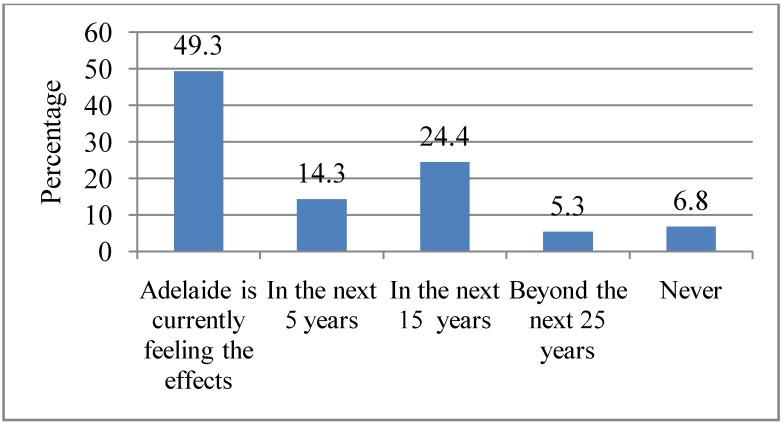 Percentage
60
50
40
30
20
10
0
49.3
14.3
24.4
5.3
6.8
Adelaide is
currently
feeling the
effects
In the next
5 years
In the next
15 years
Beyond the
next 25
years
Never